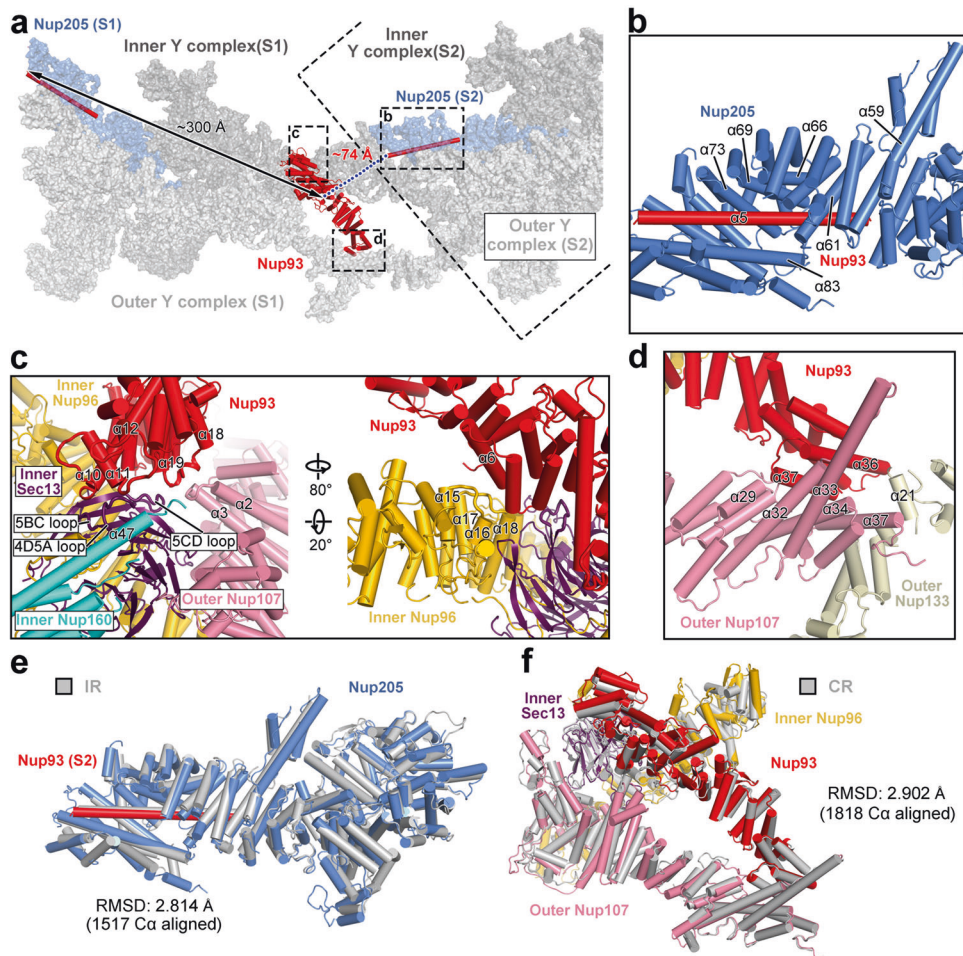 a
Nup205 (S1)
Inner Y complex(S1)
Inner
Y complex(S2)
Nup205 (S2)
b
c
~300 Å
~74 Å
d
Nup93
Outer Y complex (S1)
Outer Y
complex (S2)
b
Nup205
α59
α66
α69
α73
α5
α61
Nup93
α83
c
Inner
Nup96
Nup93
α12
α18
α10
α11
α19
Inner
Sec13
α2
α3
5BC loop
α47
4D5A loop
5CD loop
Outer Nup107
Inner Nup160
80°
20°
Nup93
α6
α15
α17
α16
α18
Inner Nup96
d
Nup93
α37
α36
α29
α33
α21
α32
α34
α37
Outer
Nup133
Outer Nup107
e
IR
Nup205
Nup93 (S2)
RMSD: 2.814 Å
(1517 Cα aligned)
f
CR
Inner
Sec13
Inner Nup96
Nup93
RMSD: 2.902 Å
(1818 Cα aligned)
Outer Nup107